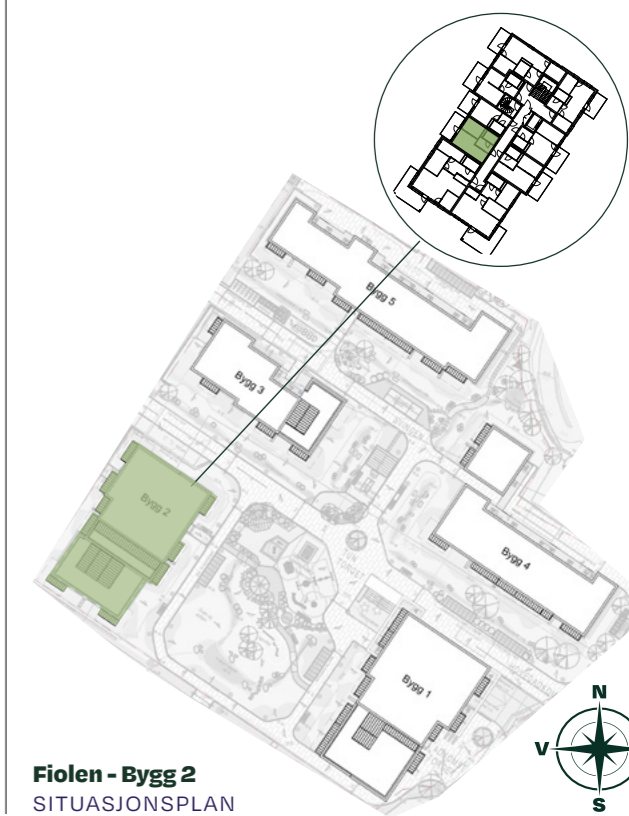 Bygg 5
Bygg 3
Bygg 2
Bygg 4
Bygg 1
N
V
S
Fiolen - Bygg 2
SITUASJONSPLAN